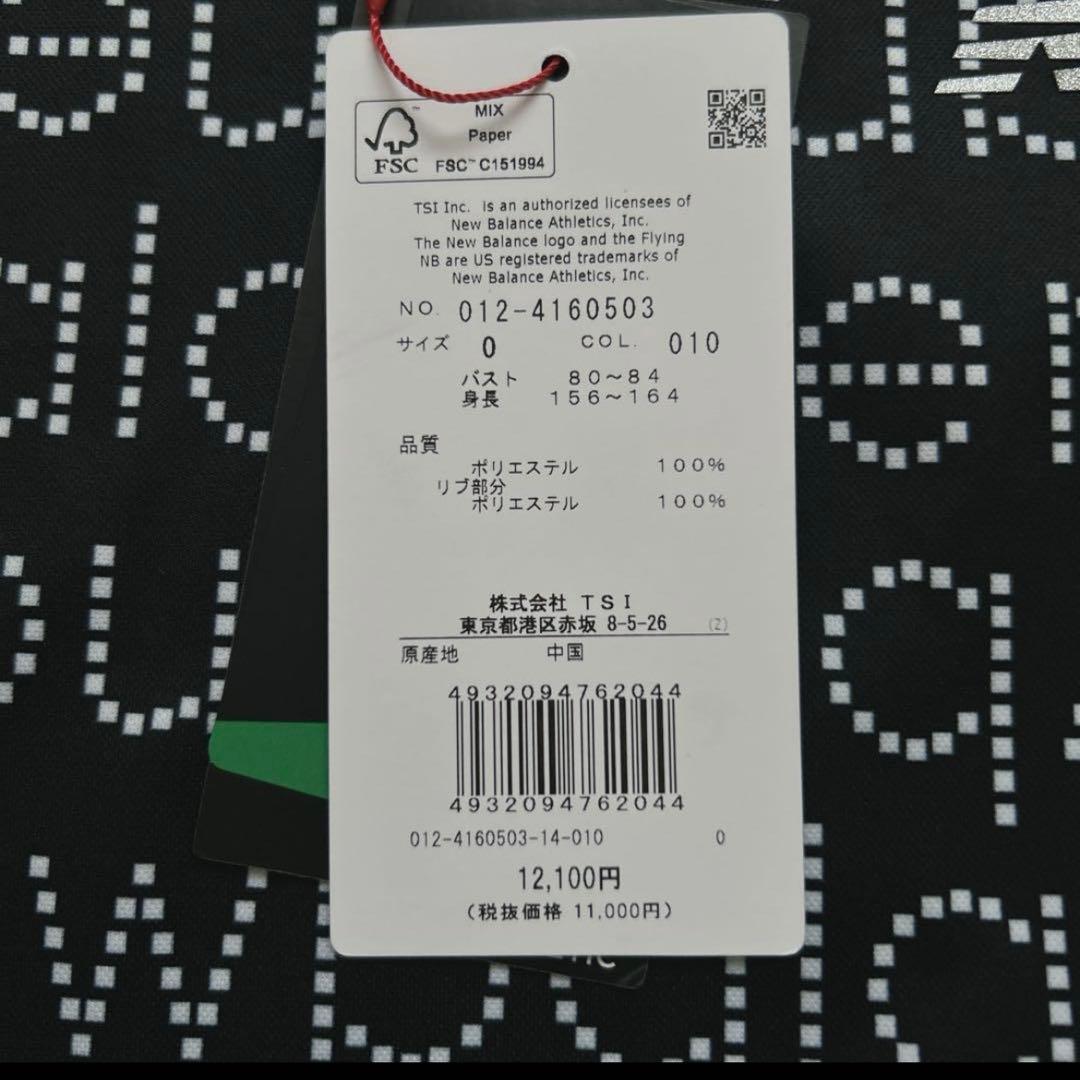 MIX
Paper
FSC™
FSC™ C151994
TSI Inc. is an authorized licensees of
New Balance Athletics, Inc.
The New Balance logo and the Flying
NB are US registered trademarks of
New Balance Athletics, Inc.
NO. 012-4160503
サイズ 0 COL. 010
バスト 80～84
身長 156～164
品質
ポリエステル 100%
リブ部分
ポリエステル 100%
株式会社 TSI
東京都港区赤坂 8-5-26 (Z)
原産地 中国
4932094762044
4932094762044
012-4160503-14-010 0
12,100円
(税抜価格 11,000円)